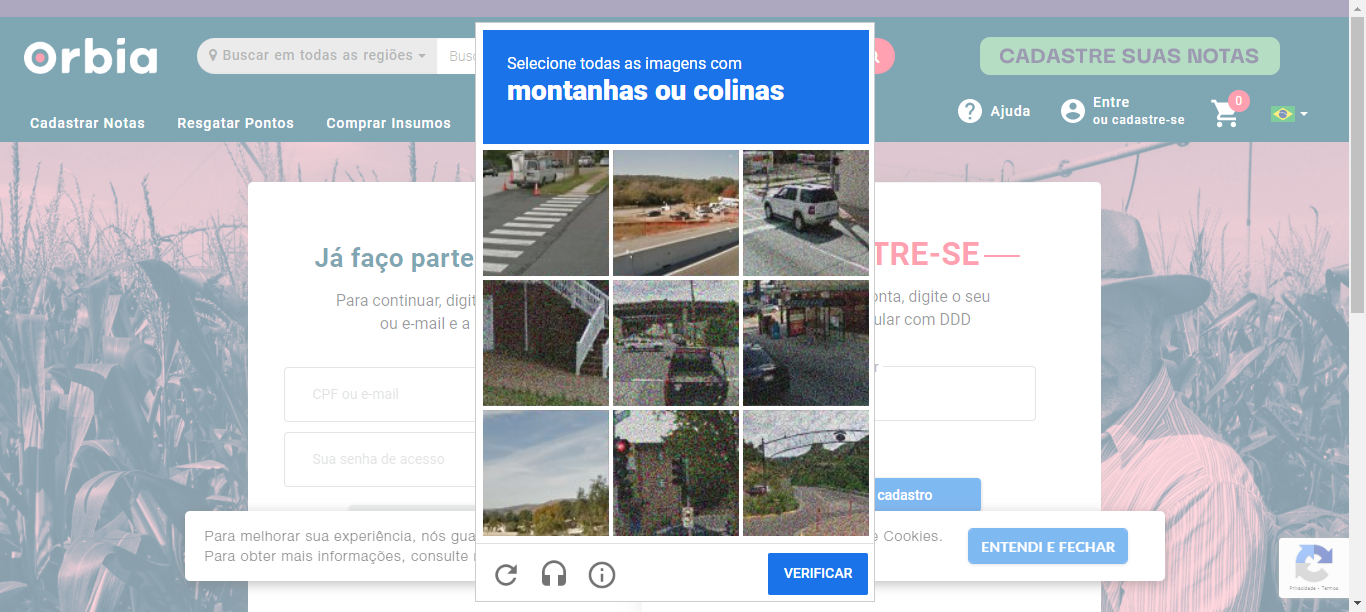 Orbia
Buscar em todas as regiões
Busc
CADASTRE SUAS NOTAS
Cadastrar Notas
Resgatar Pontos
Comprar Insumos
Ajuda
Entre
ou cadastre-se
0
Selecione todas as imagens com
montanhas ou colinas
Já faço parte
Para continuar, digit
ou e-mail e a
CPF ou e-mail
Sua senha de acesso
TRE-SE
onta, digite o seu
ular com DDD
r
cadastro
Para melhorar sua experiência, nós gua
e Cookies.
Para obter mais informações, consulte n
ENTENDI E FECHAR
VERIFICAR
Privacidade - Termos